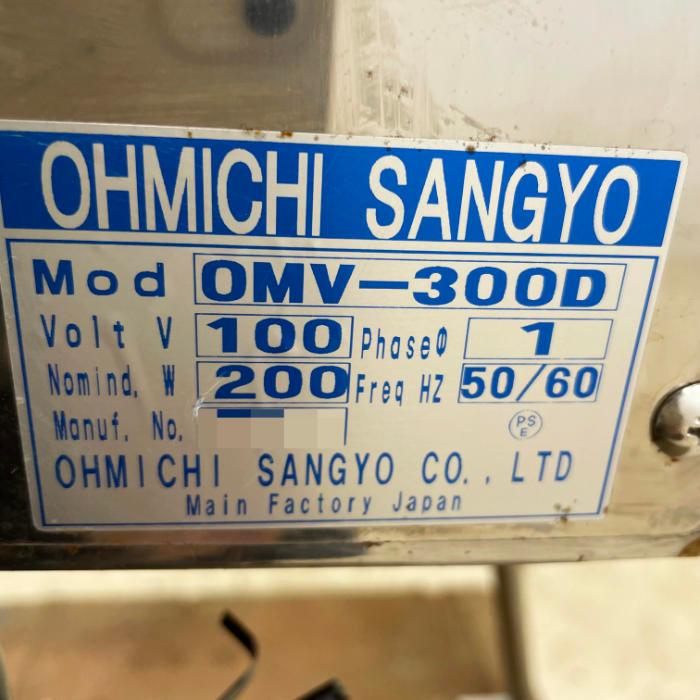 OHMICHI SANGYO
Mod OMV-300D
Volt V 100 Phaseφ 1
Nomind. W 200 Freq HZ 50/60
Manuf. No.
PS E
OHMICHI SANGYO CO., LTD
Main Factory Japan